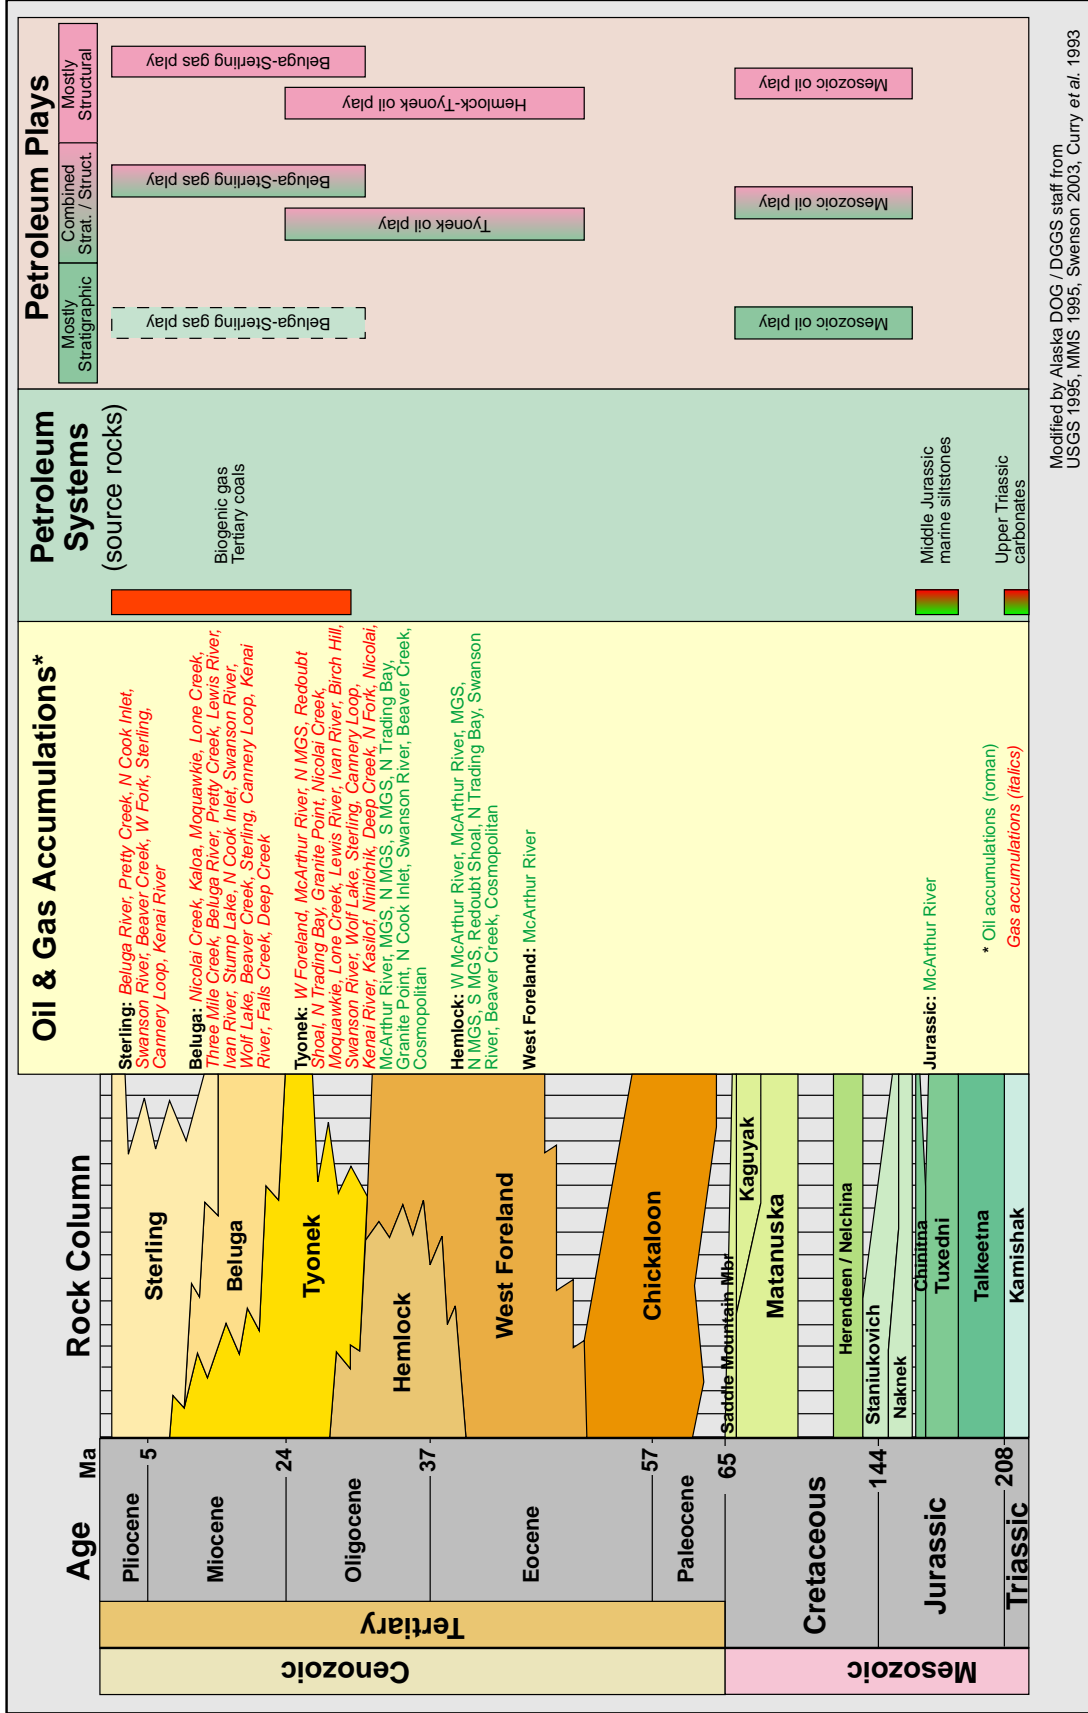 Age
Ma
Rock Column
Oil & Gas Accumulations*
Petroleum
Systems
(source rocks)
Petroleum Plays
Mostly
Stratigraphic
Combined
Strat. / Struct.
Mostly
Structural
Cenozoic
Mesozoic
Tertiary
Pliocene
Miocene
Oligocene
Eocene
Paleocene
Cretaceous
Jurassic
Triassic
5
24
37
57
65
144
208
Sterling
Beluga
Tyonek
Hemlock
West Foreland
Chickaloon
Saddle Mountain Mbr
Kaguyak
Matanuska
Herendeen / Nelchina
Staniukovich
Naknek
Chinitna
Tuxedni
Talkeetna
Kamishak
Sterling: Beluga River, Pretty Creek, N Cook Inlet,
Swanson River, Beaver Creek, W Fork, Sterling,
Cannery Loop, Kenai River
Beluga: Nicolai Creek, Kaloa, Moquawkie, Lone Creek,
Three Mile Creek, Beluga River, Pretty Creek, Lewis River,
Ivan River, Stump Lake, N Cook Inlet, Swanson River,
Wolf Lake, Beaver Creek, Sterling, Cannery Loop, Kenai
River, Falls Creek, Deep Creek
Tyonek: W Foreland, McArthur River, N MGS, Redoubt
Shoal, N Trading Bay, Granite Point, Nicolai Creek,
Moquawkie, Lone Creek, Lewis River, Ivan River, Birch Hill,
Swanson River, Wolf Lake, Sterling, Cannery Loop,
Kenai River, Kasilof, Ninilchik, Deep Creek, N Fork, Nicolai,
McArthur River, MGS, N MGS, S MGS, N Trading Bay,
Granite Point, N Cook Inlet, Swanson River, Beaver Creek,
Cosmopolitan
Hemlock: W McArthur River, McArthur River, MGS,
N MGS, S MGS, Redoubt Shoal, N Trading Bay, Swanson
River, Beaver Creek, Cosmopolitan
West Foreland: McArthur River
Jurassic: McArthur River
* Oil accumulations (roman)
Gas accumulations (italics)
Biogenic gas
Tertiary coals
Middle Jurassic
marine siltstones
Upper Triassic
carbonates
Beluga-Sterling gas play
Mesozoic oil play
Beluga-Sterling gas play
Tyonek oil play
Mesozoic oil play
Beluga-Sterling gas play
Hemlock-Tyonek oil play
Mesozoic oil play
Modified by Alaska DOG / DGGS staff from
USGS 1995, MMS 1995, Swenson 2003, Curry et al. 1993